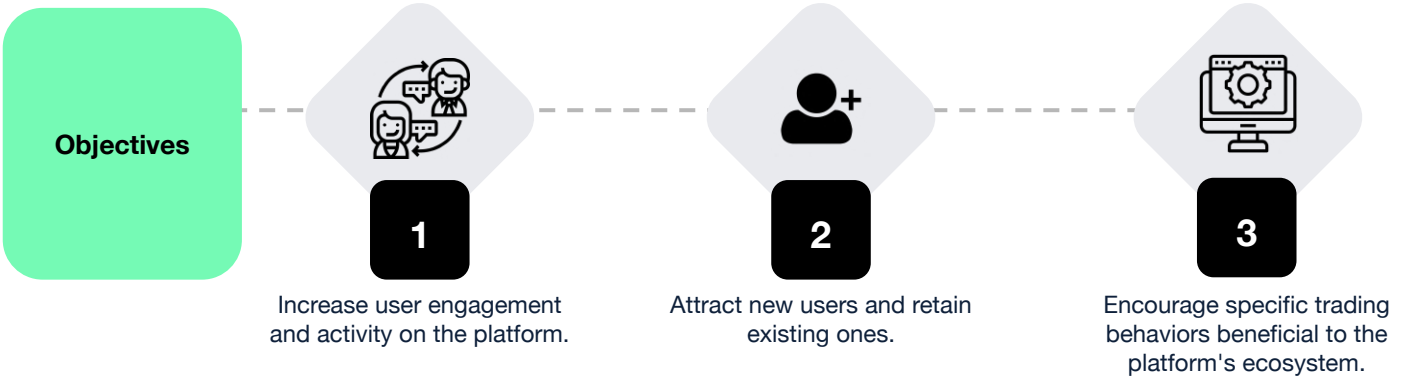 Objectives
1
Increase user engagement
and activity on the platform.
2
Attract new users and retain
existing ones.
3
Encourage specific trading
behaviors beneficial to the
platform's ecosystem.